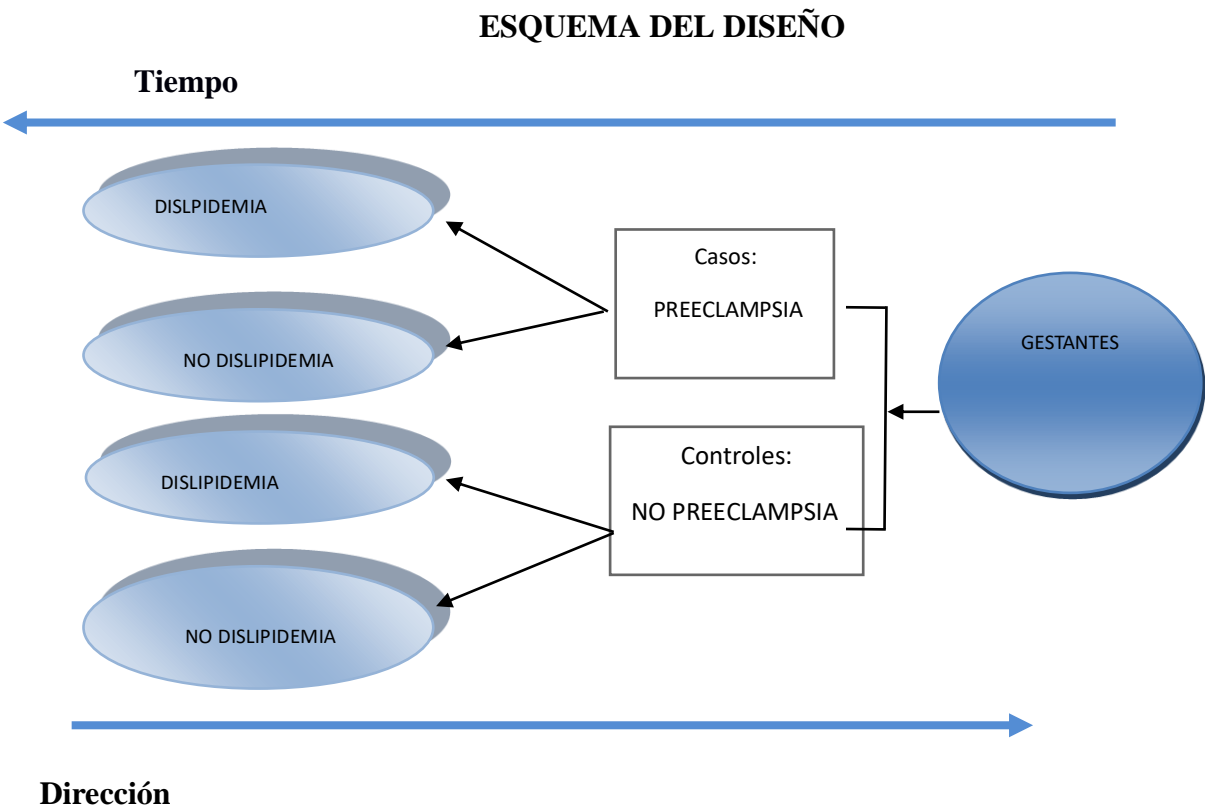 ESQUEMA DEL DISEÑO
Tiempo
DISLPIDEMIA
NO DISLIPIDEMIA
DISLIPIDEMIA
NO DISLIPIDEMIA
Casos:
PREECLAMPSIA
Controles:
NO PREECLAMPSIA
GESTANTES
Dirección